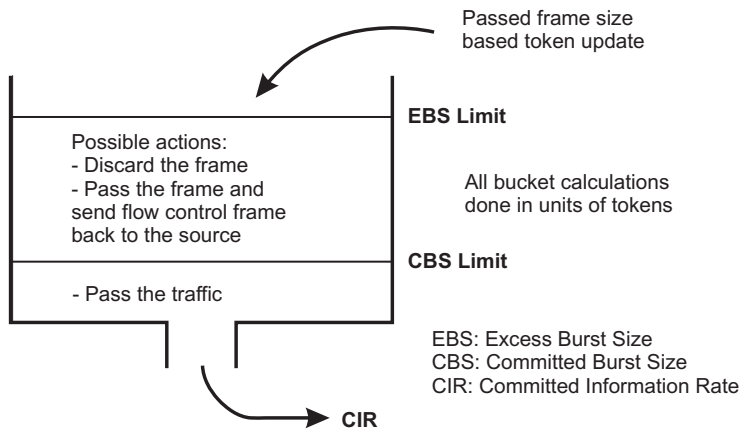 Passed frame size
based token update
EBS Limit
Possible actions:
- Discard the frame
- Pass the frame and
send flow control frame
back to the source
All bucket calculations
done in units of tokens
CBS Limit
- Pass the traffic
EBS: Excess Burst Size
CBS: Committed Burst Size
CIR: Committed Information Rate
CIR